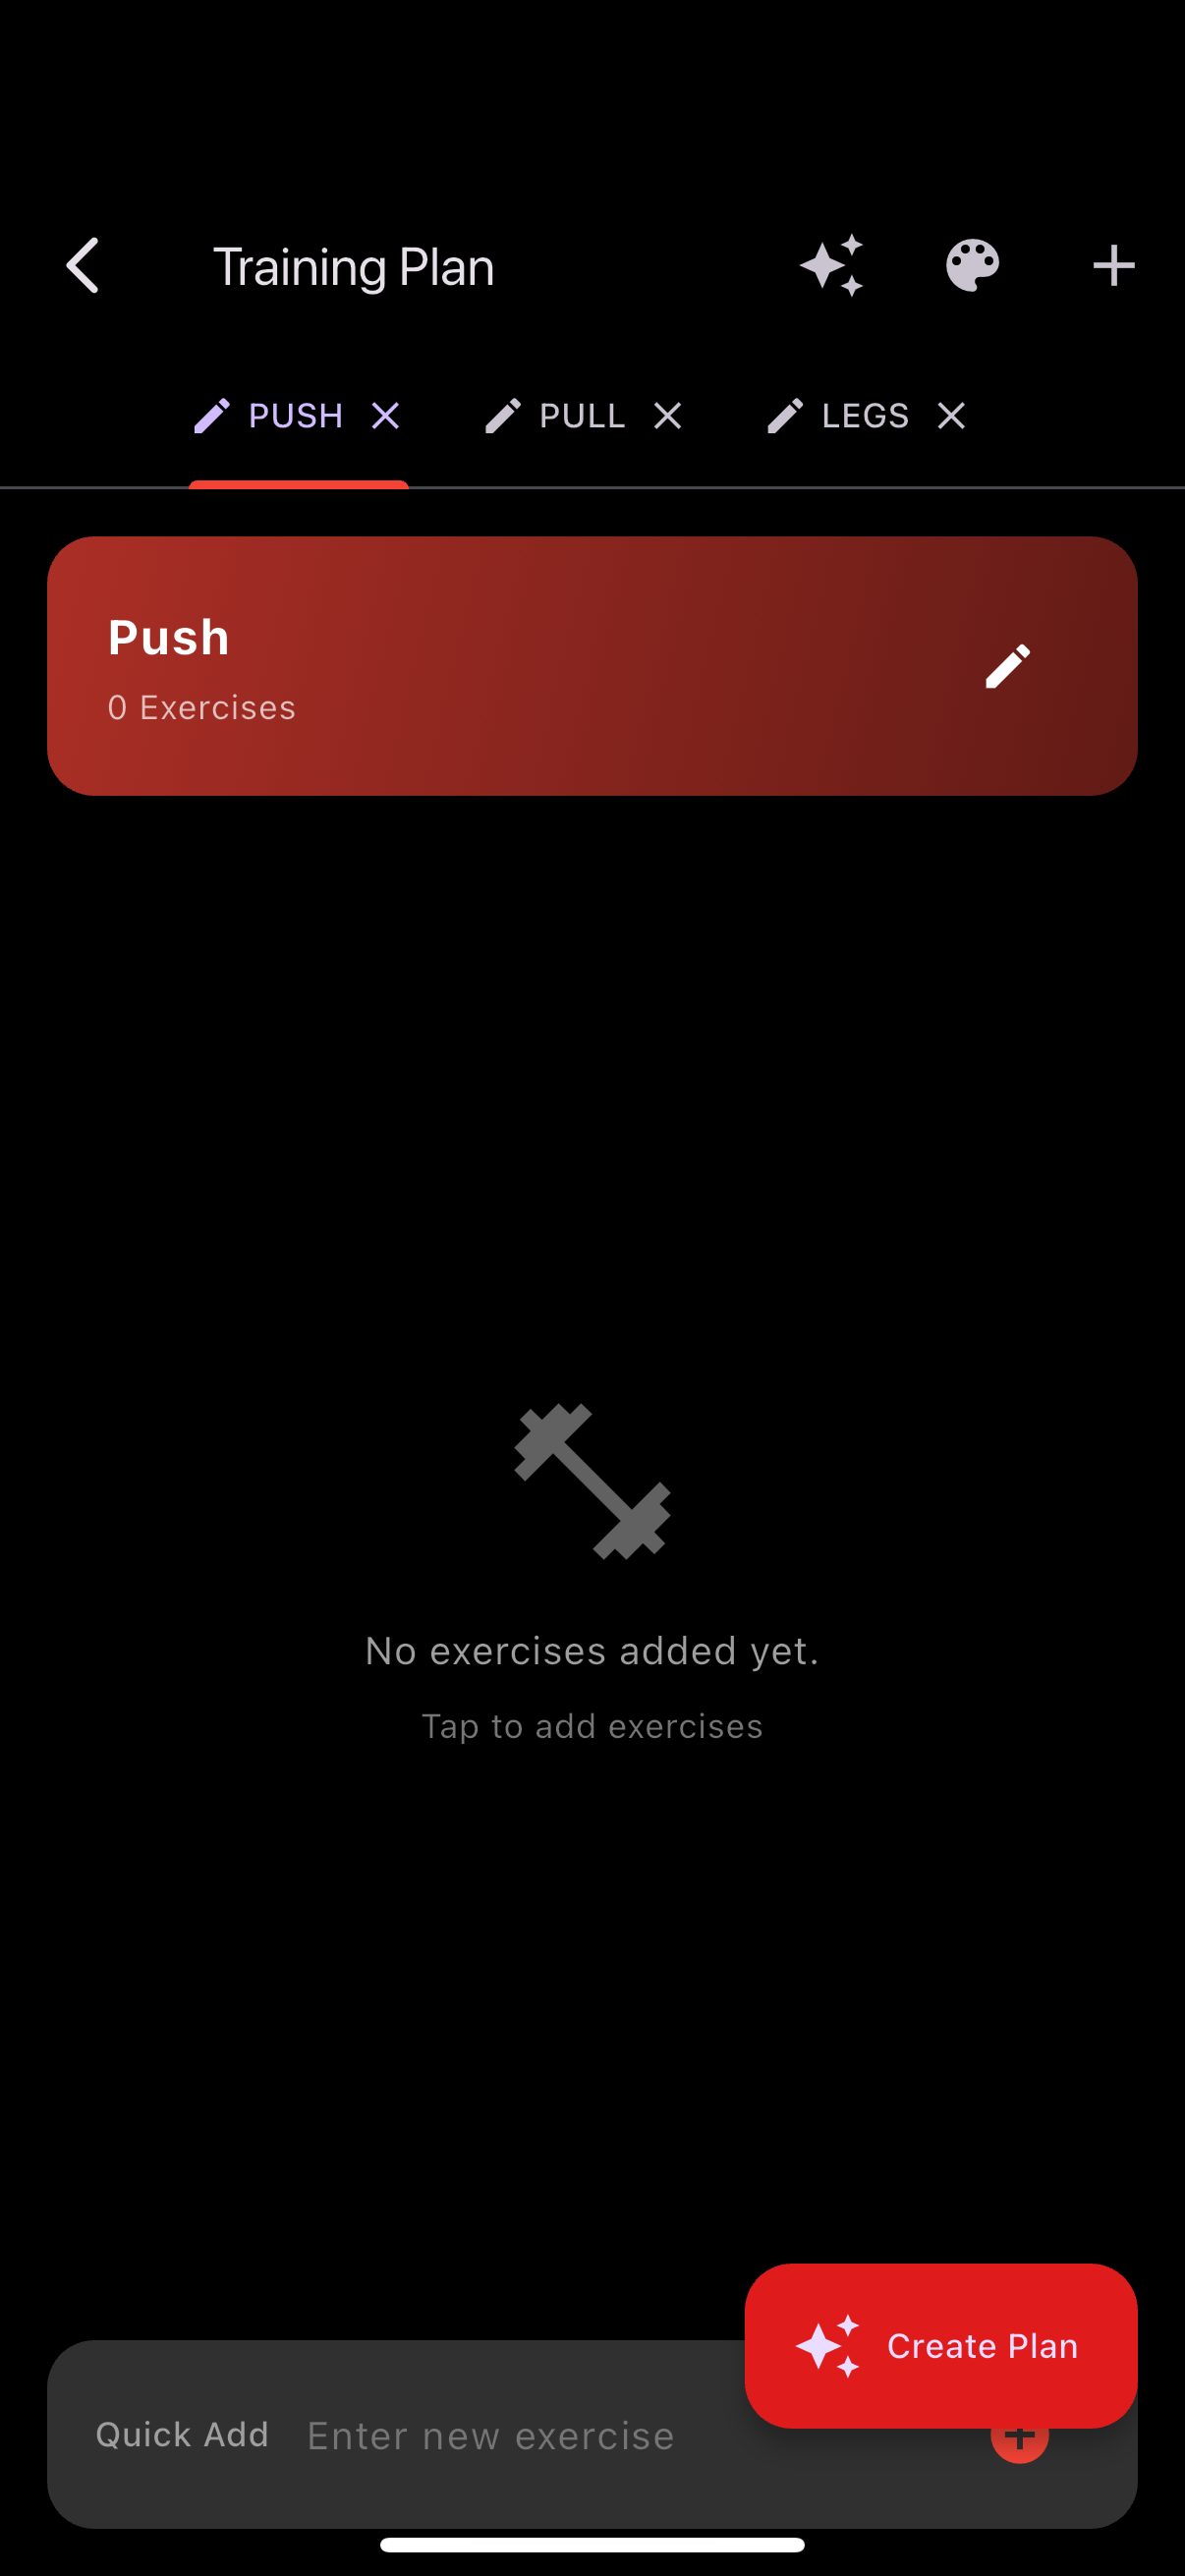 Training Plan
PUSH PULL LEGS
Push
0 Exercises
No exercises added yet.
Tap to add exercises
Create Plan
Quick Add Enter new exercise